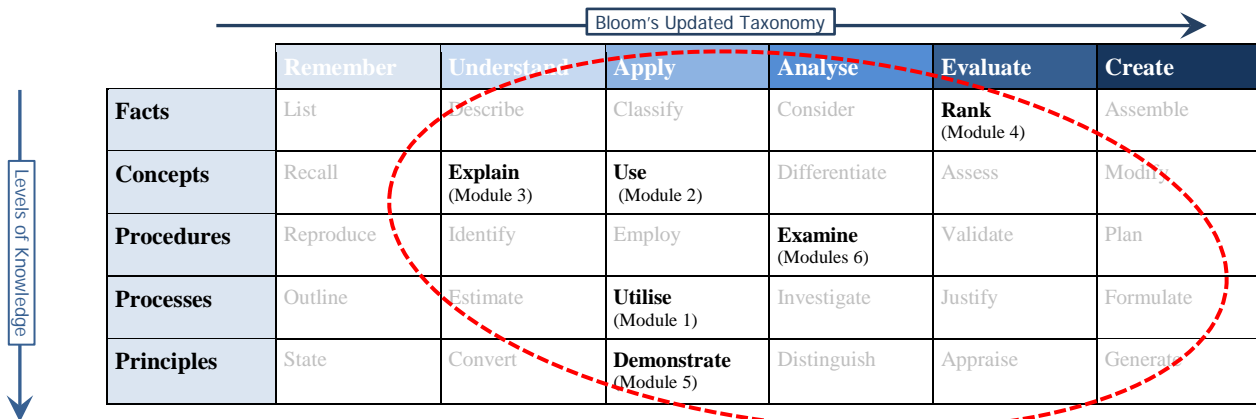 Bloom's Updated Taxonomy
Remember Understand Apply Analyse Evaluate Create
Levels of Knowledge
Facts List Describe Classify Consider Rank Assemble
(Module 4)
Concepts Recall Explain Use Differentiate Assess Modify
(Module 3) (Module 2)
Procedures Reproduce Identify Employ Examine Validate Plan
(Modules 6)
Processes Outline Estimate Utilise Investigate Justify Formulate
(Module 1)
Principles State Convert Demonstrate Distinguish Appraise Generate
(Module 5)